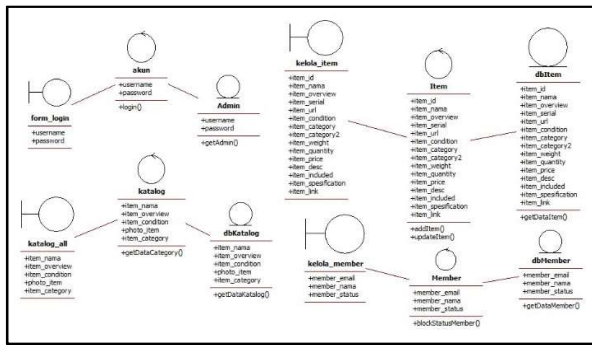 akun
+username
+password
+login()
form_login
+username
+password
Admin
+username
+password
+getAdmin()
kelola_item
+item_id
+item_nama
+item_overview
+item_serial
+item_url
+item_condition
+item_category
+item_category2
+item_weight
+item_quantity
+item_price
+item_desc
+item_included
+item_spesification
+item_link
Item
+item_id
+item_nama
+item_overview
+item_serial
+item_url
+item_condition
+item_category
+item_category2
+item_weight
+item_quantity
+item_price
+item_desc
+item_included
+item_spesification
+item_link
+addItem()
+updateItem()
dbItem
+item_id
+item_nama
+item_overview
+item_serial
+item_url
+item_condition
+item_category
+item_category2
+item_weight
+item_quantity
+item_price
+item_desc
+item_included
+item_spesification
+item_link
+getDataItem()
katalog
+item_nama
+item_overview
+item_condition
+photo_item
+item_category
+getDataCategory()
katalog_all
+item_nama
+item_overview
+item_condition
+photo_item
+item_category
dbKatalog
+item_nama
+item_overview
+item_condition
+photo_item
+item_category
+getDataKatalog()
kelola_member
+member_email
+member_nama
+member_status
Member
+member_email
+member_nama
+member_status
+blockStatusMember()
dbMember
+member_email
+member_nama
+member_status
+getDataMember()